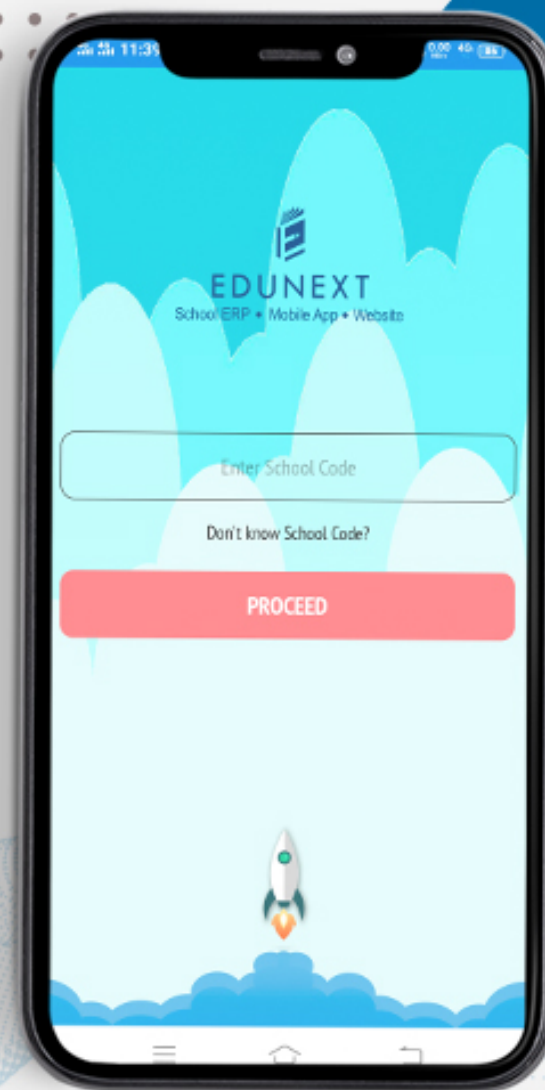 11:39
EDUNEXT
School ERP • Mobile App • Website
Enter School Code
Don't know School Code?
PROCEED